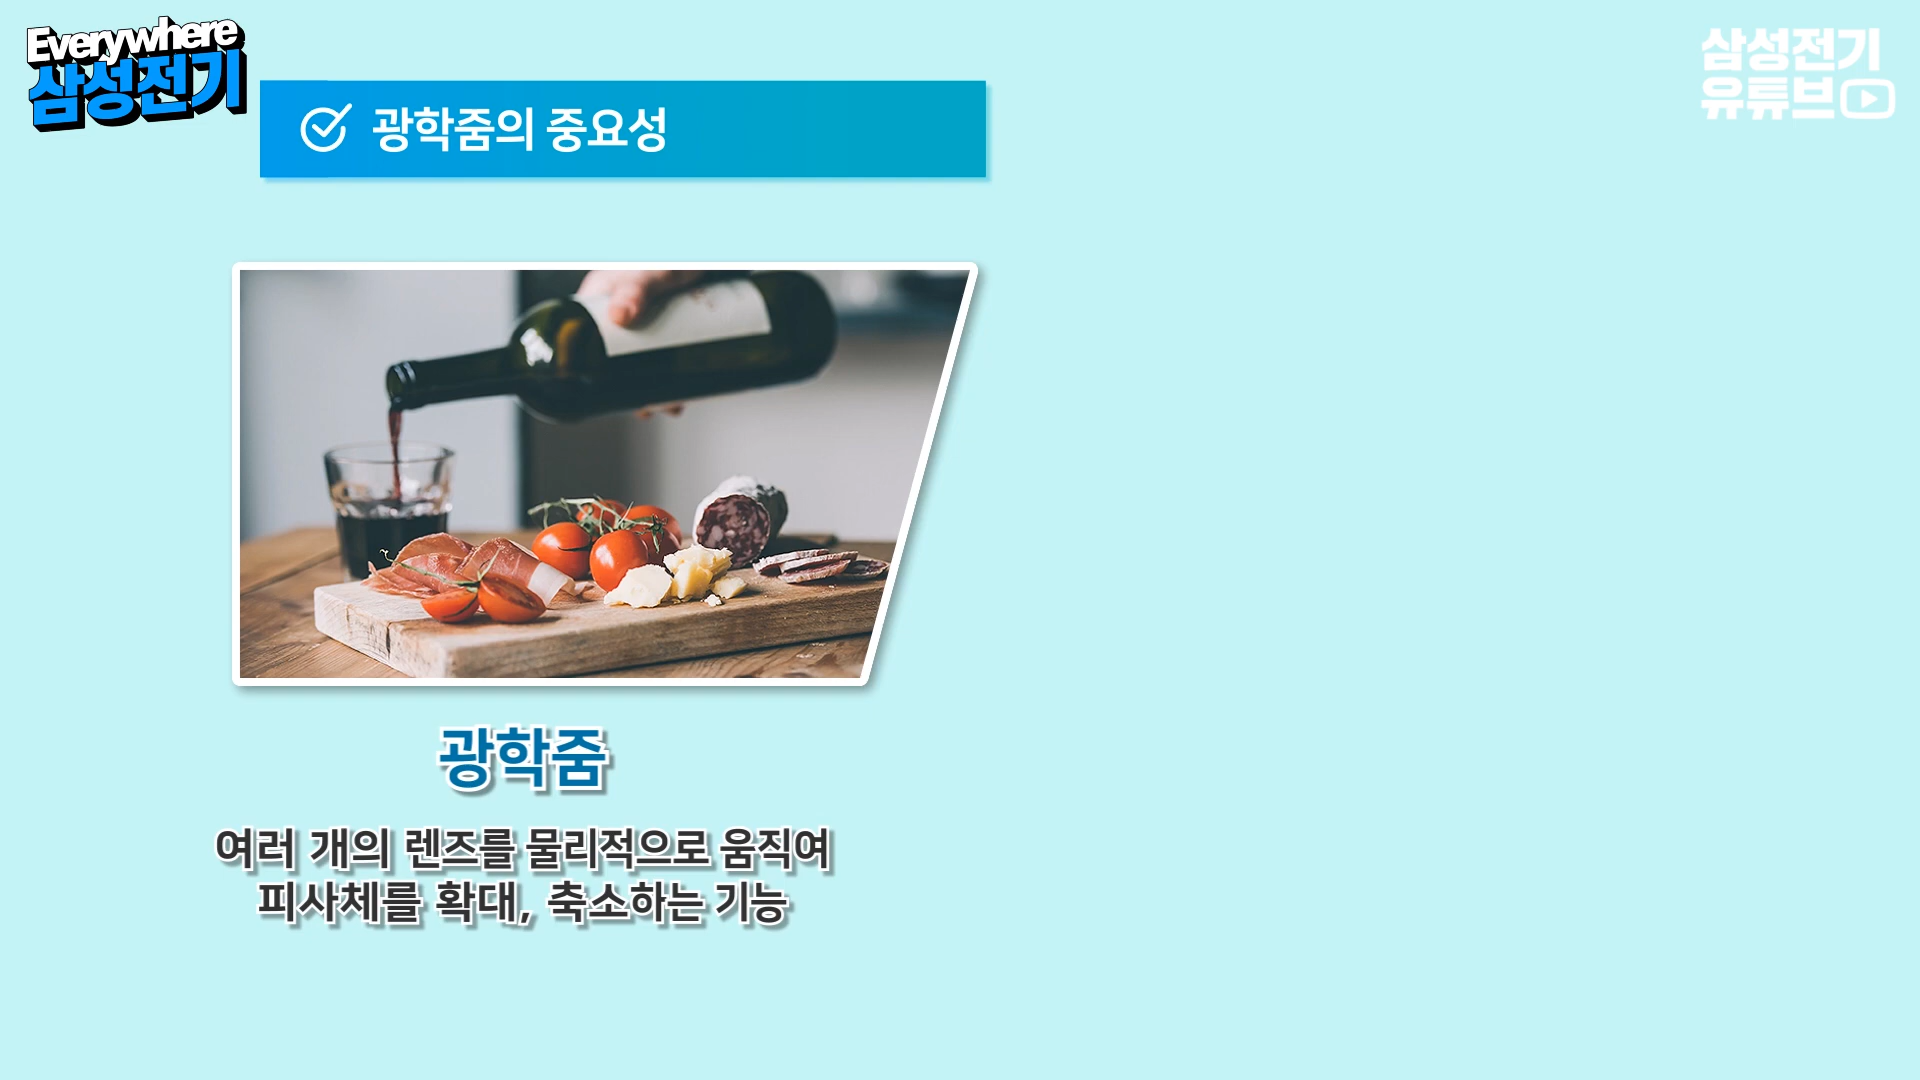 Everywhere
삼성전기
삼성전기
유튜브
광학줌의 중요성
광학줌
여러 개의 렌즈를 물리적으로 움직여
피사체를 확대, 축소하는 기능